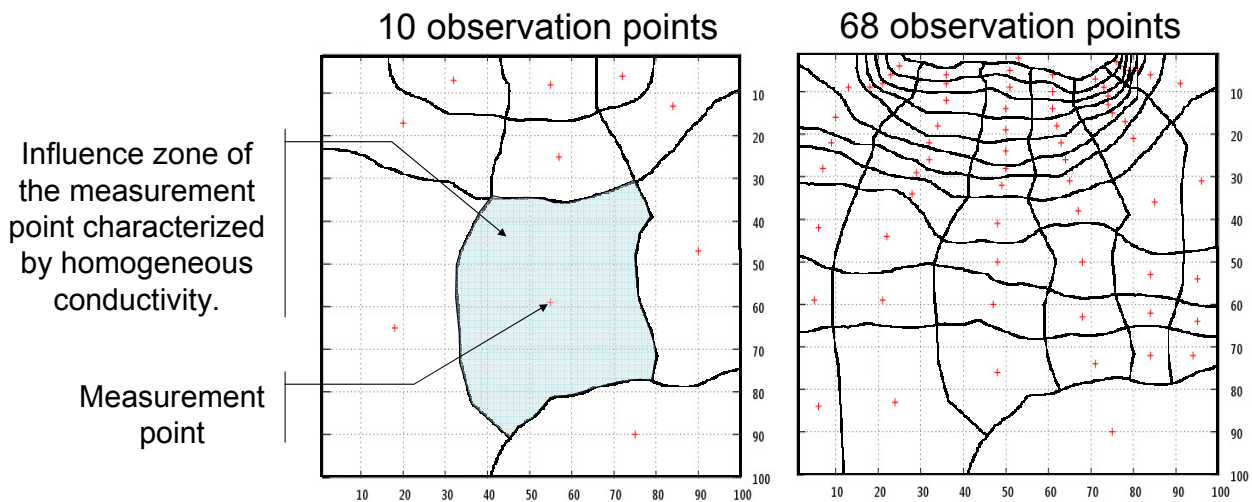 10 observation points
68 observation points
Influence zone of
the measurement
point characterized
by homogeneous
conductivity.
Measurement
point
10
20
30
40
50
60
70
80
90
100
10 20 30 40 50 60 70 80 90 100
10
20
30
40
50
60
70
80
90
100
10 20 30 40 50 60 70 80 90 100